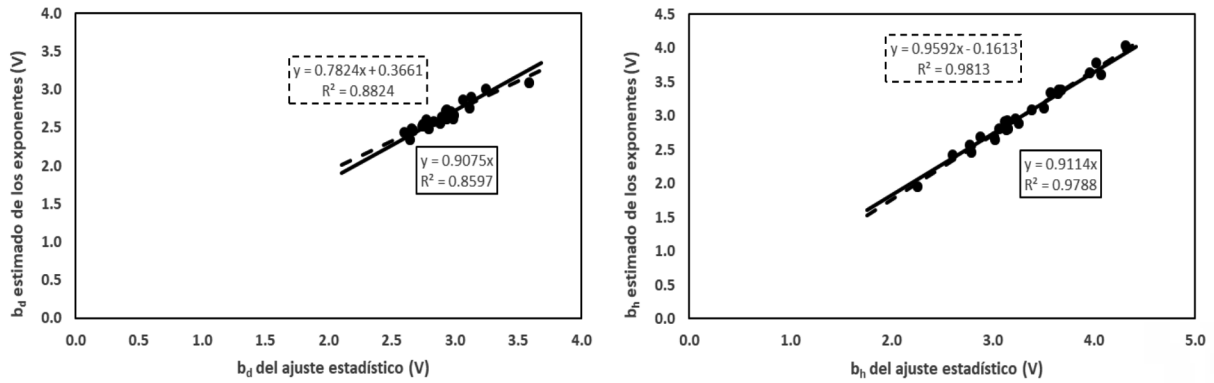 b_d estimado de los exponentes (V)
4.0
3.5
3.0
2.5
2.0
1.5
1.0
0.5
0.0
y = 0.7824x + 0.3661
R² = 0.8824
y = 0.9075x
R² = 0.8597
0.0 0.5 1.0 1.5 2.0 2.5 3.0 3.5 4.0
b_d del ajuste estadístico (V)
b_h estimado de los exponentes (V)
4.5
4.0
3.5
3.0
2.5
2.0
1.5
1.0
0.5
0.0
y = 0.9592x - 0.1613
R² = 0.9813
y = 0.9114x
R² = 0.9788
0.0 1.0 2.0 3.0 4.0 5.0
b_h del ajuste estadístico (V)